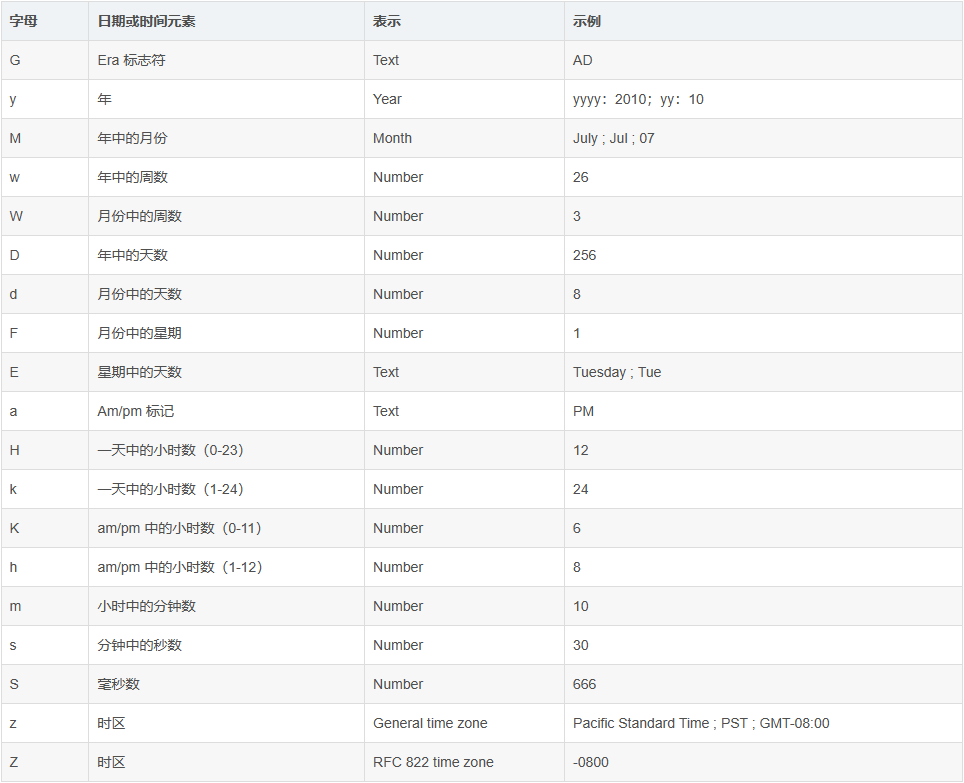 字母 日期或时间元素 表示 示例
G Era 标志符 Text AD
y 年 Year yyyy：2010；yy：10
M 年中的月份 Month July ; Jul ; 07
w 年中的周数 Number 26
W 月份中的周数 Number 3
D 年中的天数 Number 256
d 月份中的天数 Number 8
F 月份中的星期 Number 1
E 星期中的天数 Text Tuesday ; Tue
a Am/pm 标记 Text PM
H 一天中的小时数（0-23） Number 12
k 一天中的小时数（1-24） Number 24
K am/pm 中的小时数（0-11） Number 6
h am/pm 中的小时数（1-12） Number 8
m 小时中的分钟数 Number 10
s 分钟中的秒数 Number 30
S 毫秒数 Number 666
z 时区 General time zone Pacific Standard Time ; PST ; GMT-08:00
Z 时区 RFC 822 time zone -0800